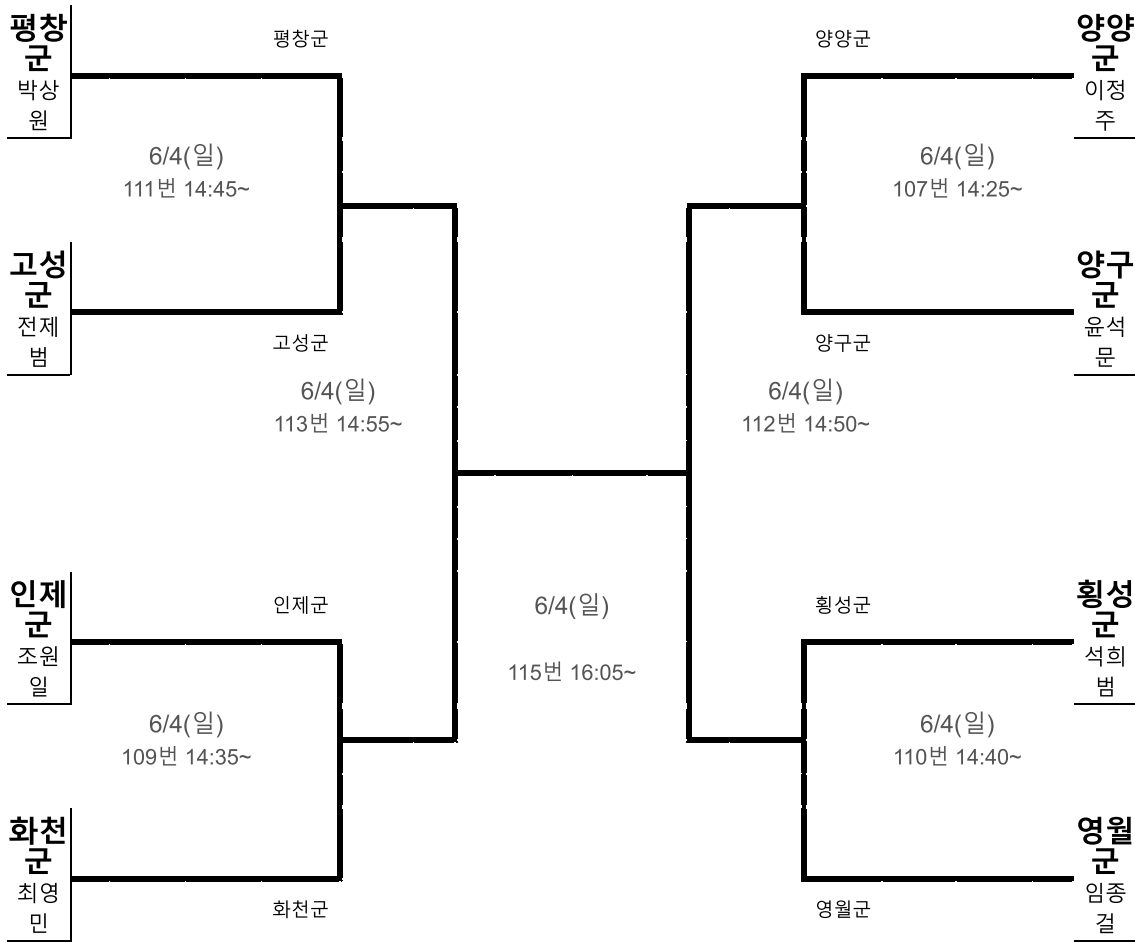 평창
군
박상
원
평창군
6/4(일)
111번 14:45~
고성
군
전제
범
고성군
6/4(일)
113번 14:55~
인제
군
조원
일
인제군
6/4(일)
109번 14:35~
화천
군
최영
민
화천군
6/4(일)
115번 16:05~
양양군
양양
군
이정
주
6/4(일)
107번 14:25~
양구
군
윤석
문
양구군
6/4(일)
112번 14:50~
횡성군
횡성
군
석희
범
6/4(일)
110번 14:40~
영월
군
임종
걸
영월군